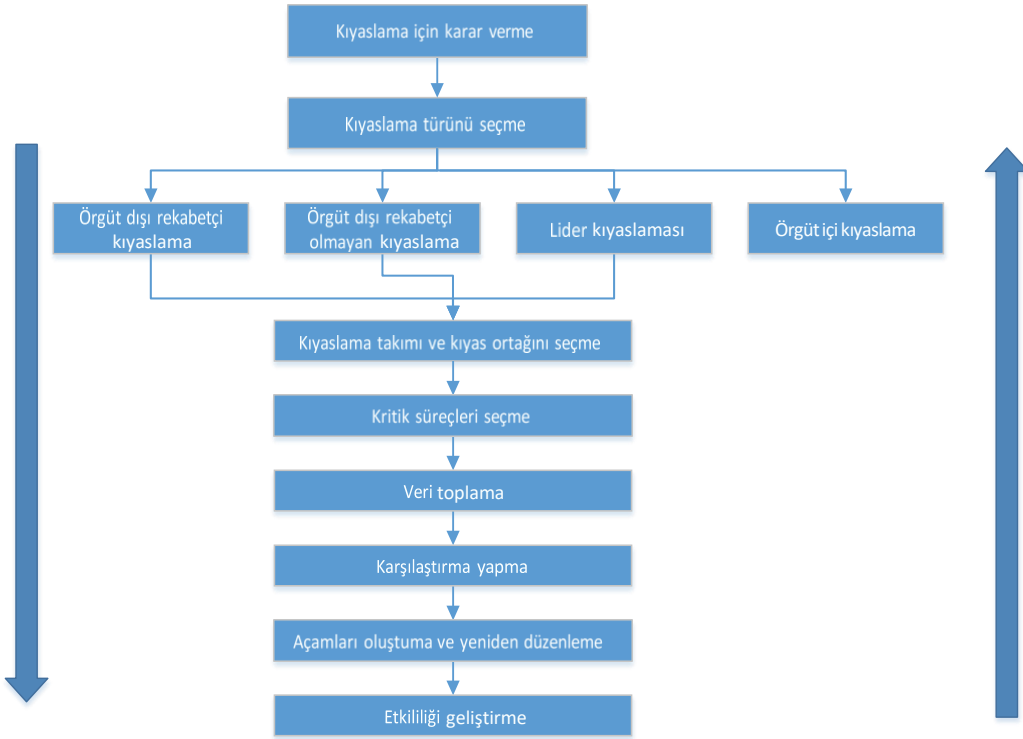 Kıyaslama için karar verme
Kıyaslama türünü seçme
Örgüt dışı rekabetçi
kıyaslama
Örgüt dışı rekabetçi
olmayan kıyaslama
Lider kıyaslaması
Örgüt içi kıyaslama
Kıyaslama takımı ve kıyas ortağını seçme
Kritik süreçleri seçme
Veri toplama
Karşılaştırma yapma
Açamları oluştuma ve yeniden düzenleme
Etkililiği geliştirme